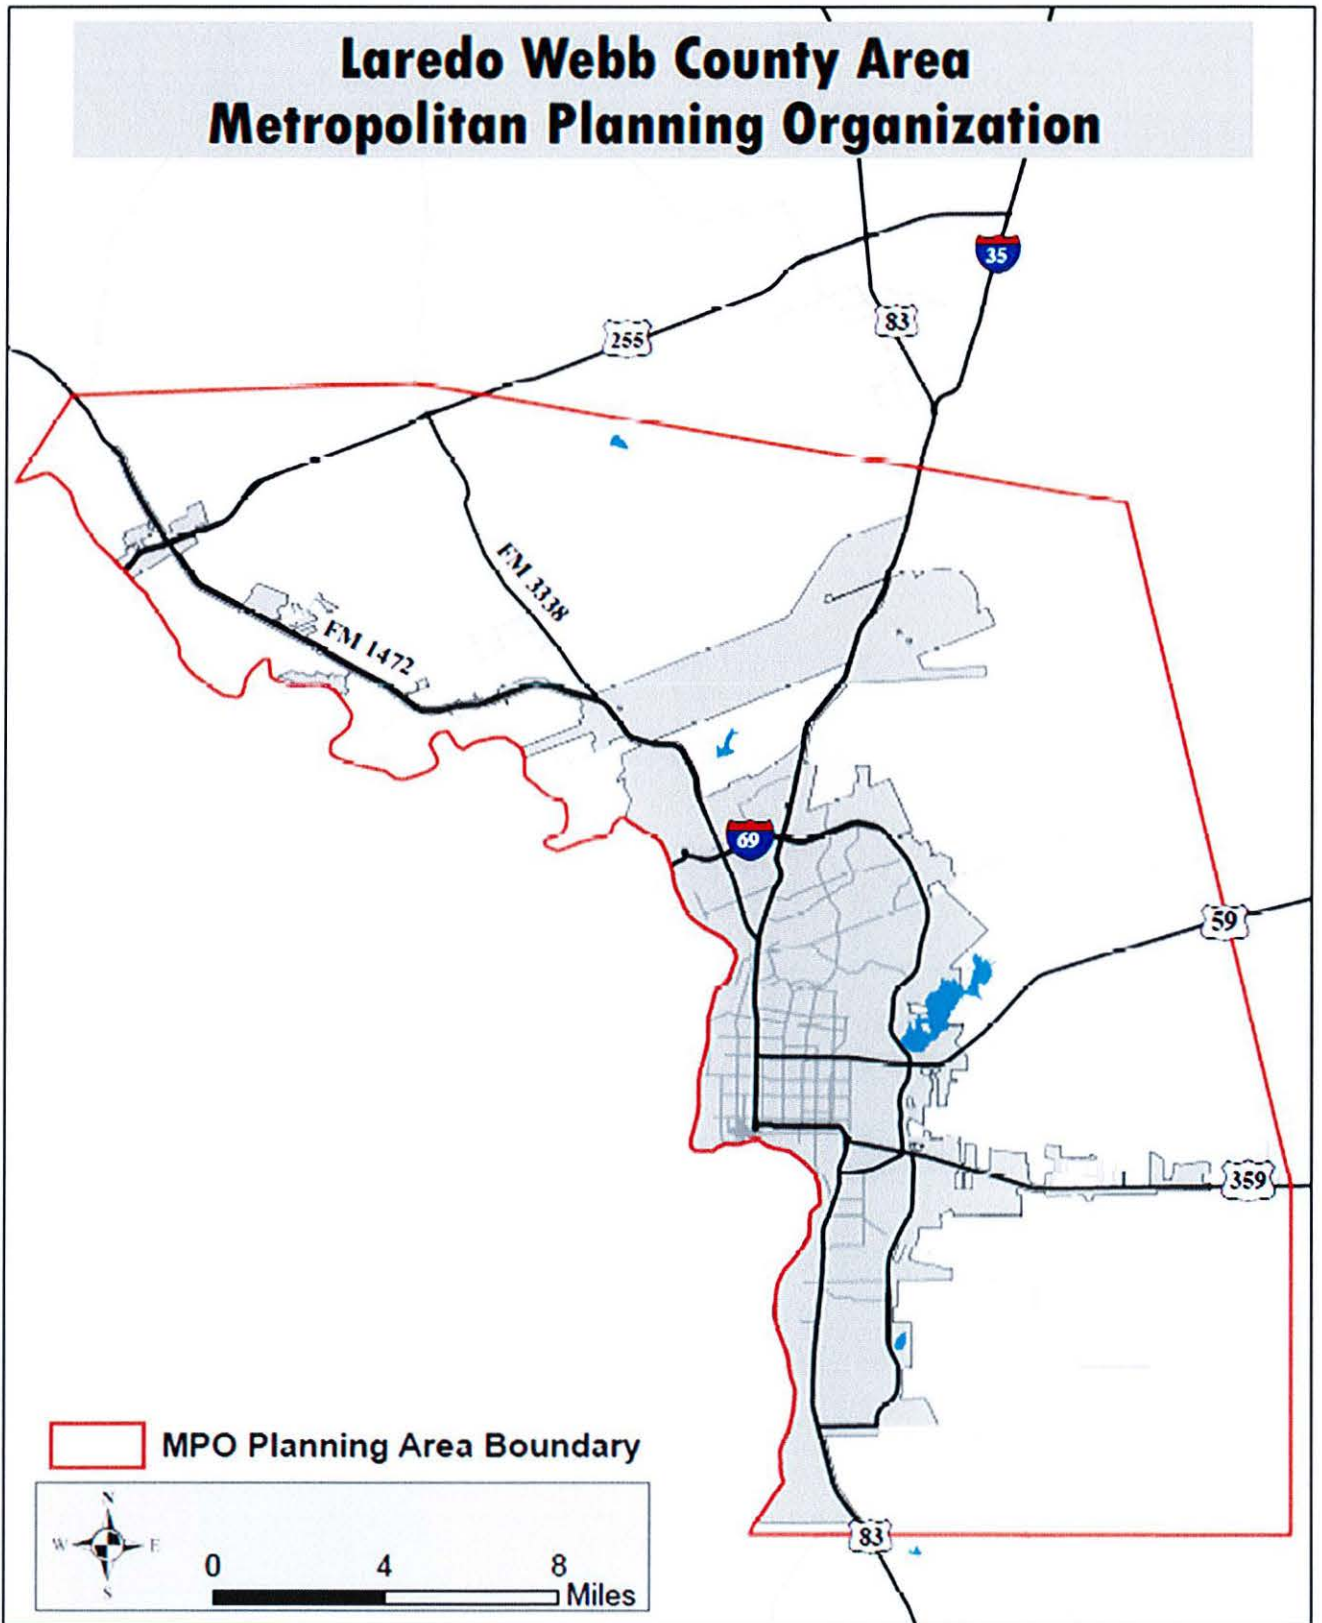 Laredo Webb County Area
Metropolitan Planning Organization
35
83
255
FM 3338
FM 1472
69
59
359
MPO Planning Area Boundary
N
W E
S
0 4 8
Miles
83